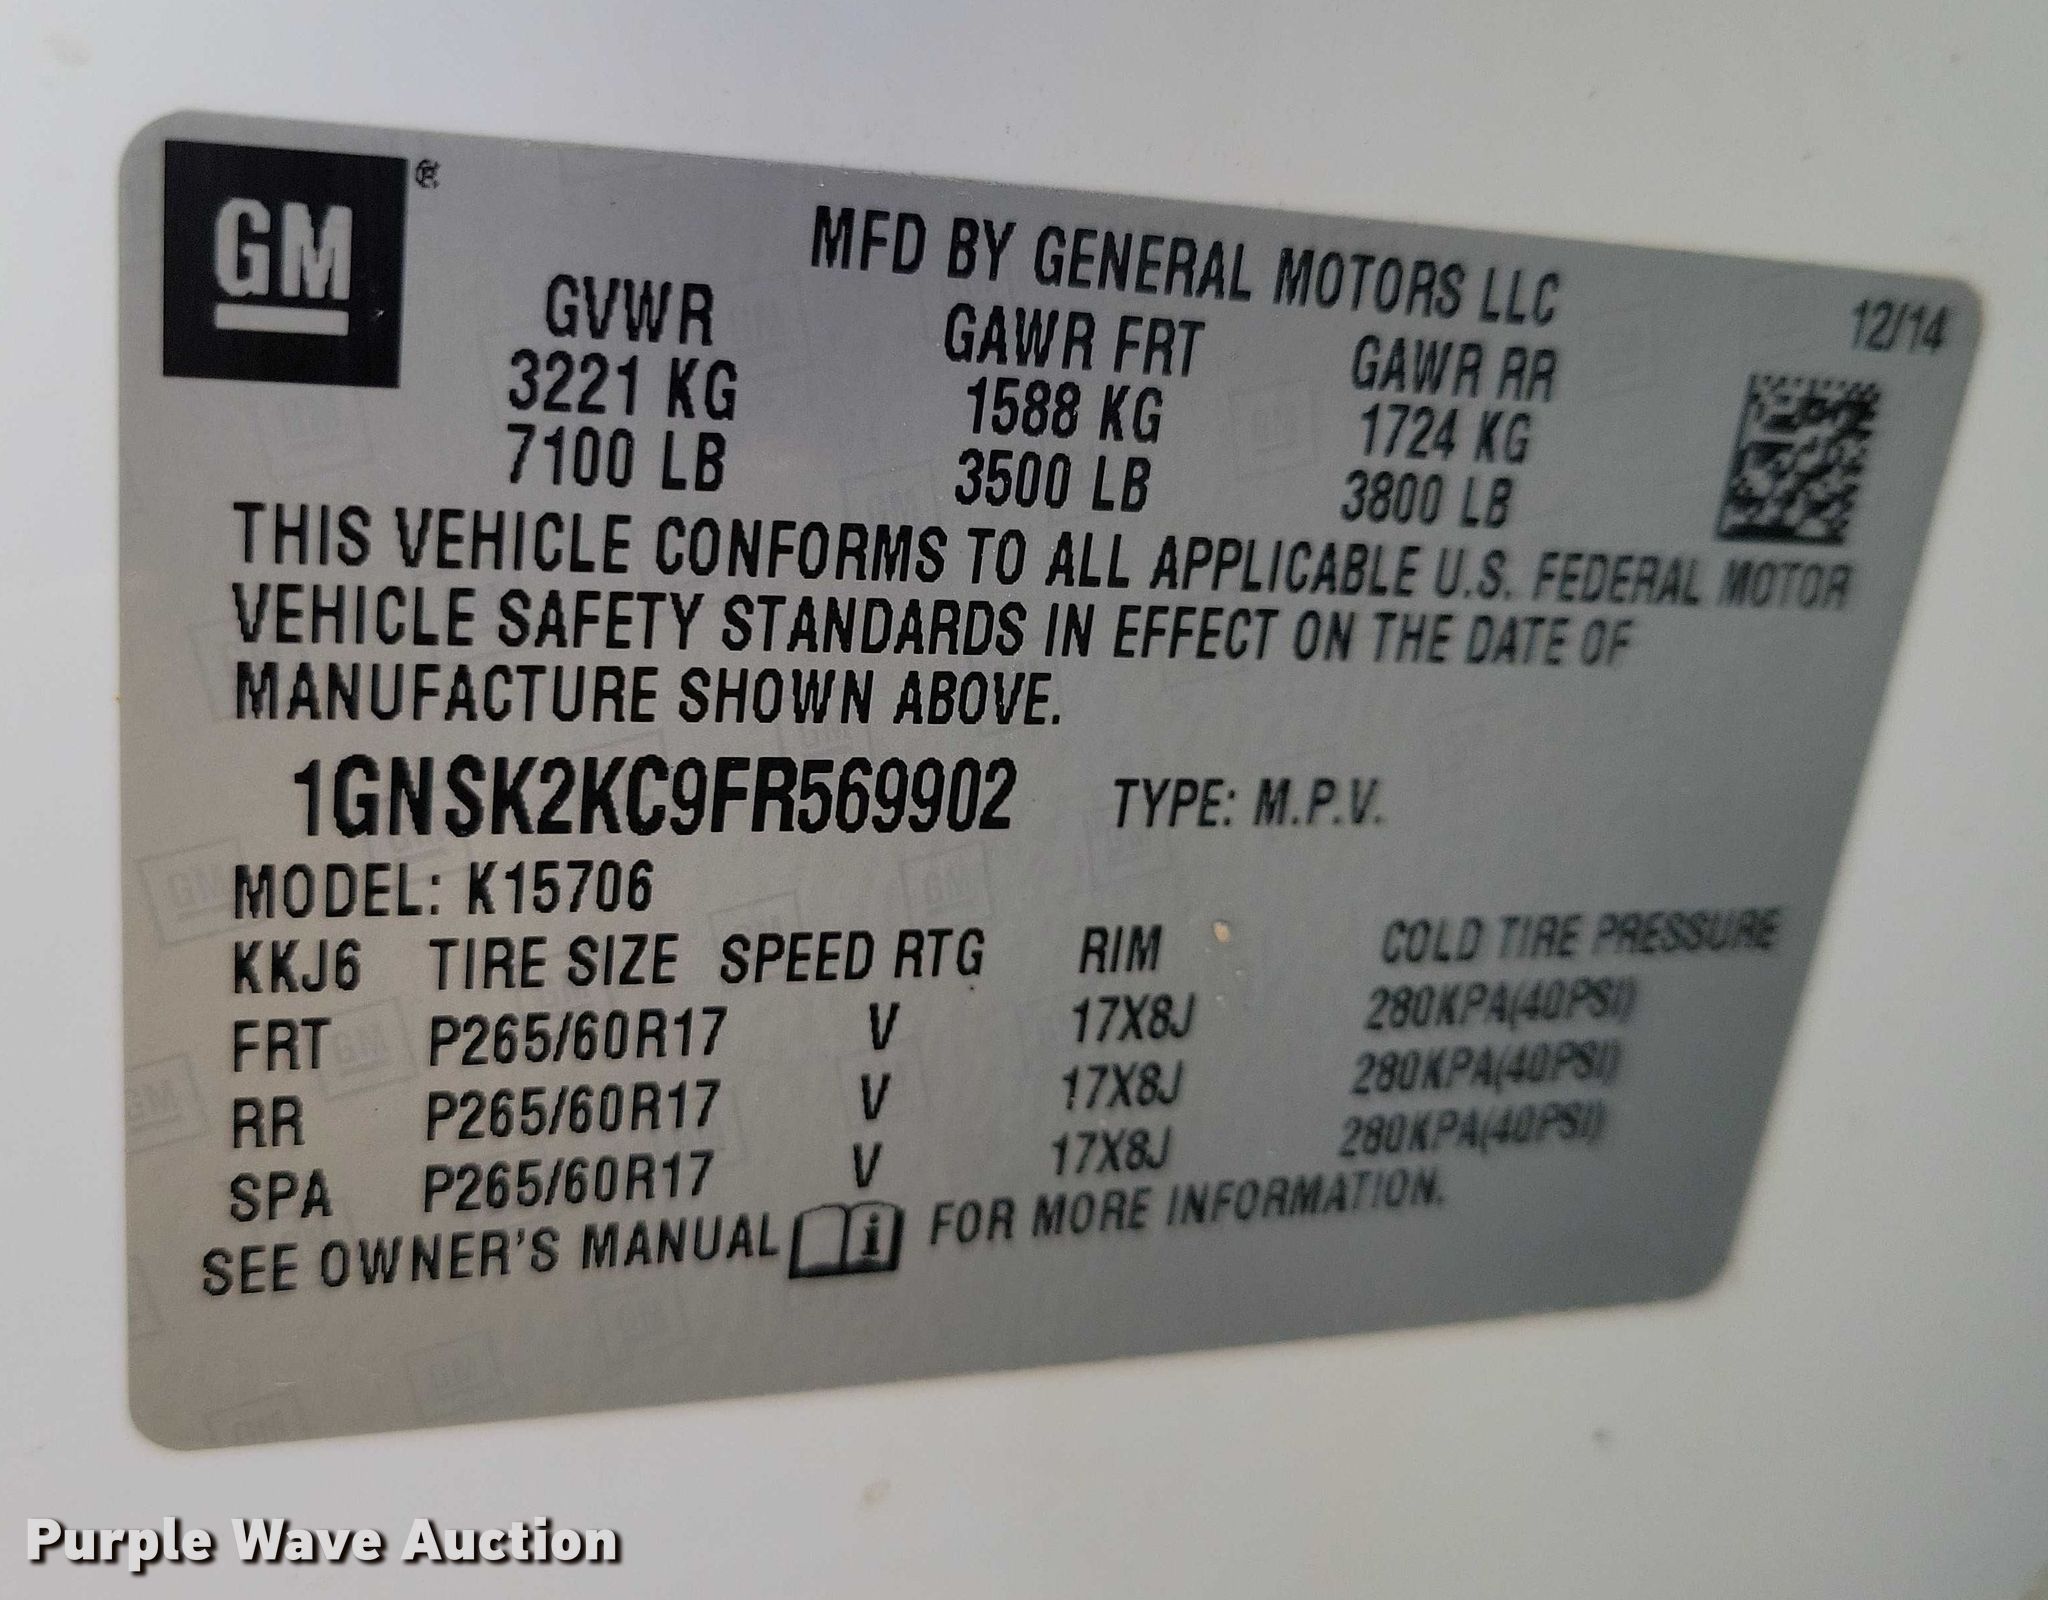 GM ®
MFD BY GENERAL MOTORS LLC
12/14
GVWR GAWR FRT GAWR RR
3221 KG 1588 KG 1724 KG
7100 LB 3500 LB 3800 LB
THIS VEHICLE CONFORMS TO ALL APPLICABLE U.S. FEDERAL MOTOR
VEHICLE SAFETY STANDARDS IN EFFECT ON THE DATE OF
MANUFACTURE SHOWN ABOVE.
1GNSK2KC9FR569902 TYPE: M.P.V.
MODEL: K15706
KKJ6 TIRE SIZE SPEED RTG RIM COLD TIRE PRESSURE
FRT P265/60R17 V 17X8J 280KPA(40PSI)
RR P265/60R17 V 17X8J 280KPA(40PSI)
SPA P265/60R17 V 17X8J 280KPA(40PSI)
SEE OWNER'S MANUAL i FOR MORE INFORMATION.
Purple Wave Auction